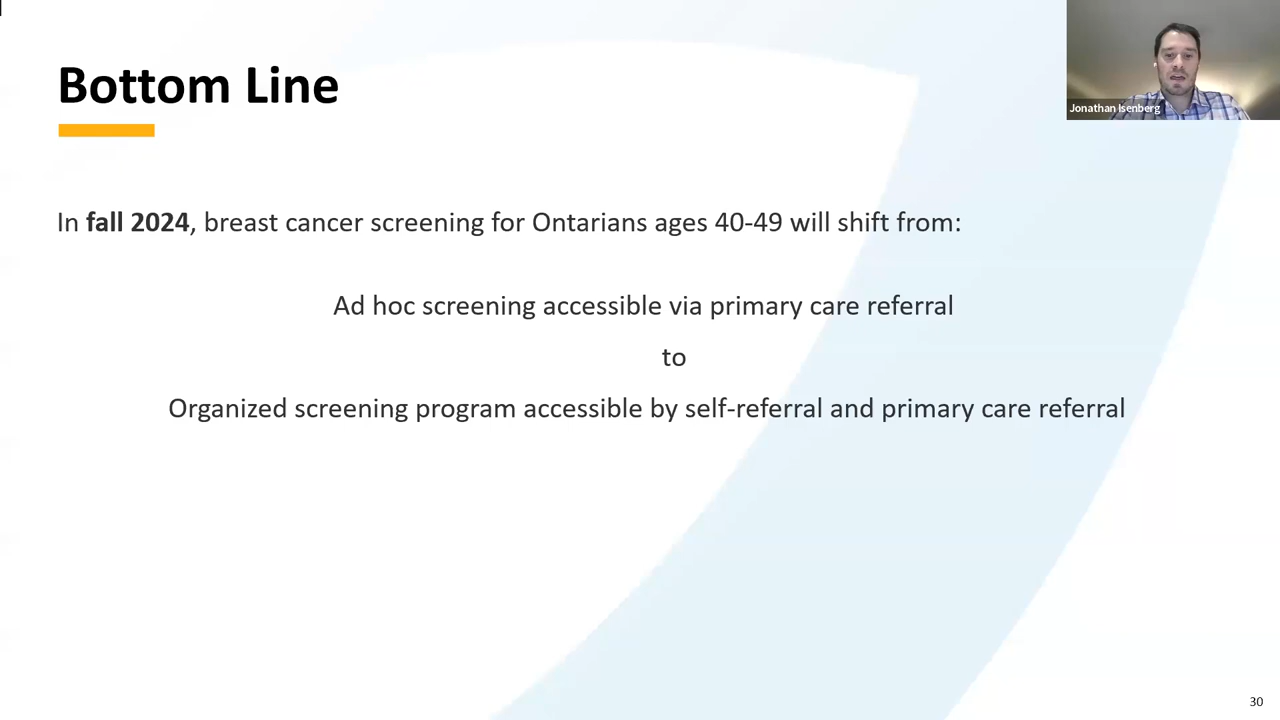 Bottom Line
Jonathan Isenberg
In fall 2024, breast cancer screening for Ontarians ages 40-49 will shift from:
Ad hoc screening accessible via primary care referral
to
Organized screening program accessible by self-referral and primary care referral
30